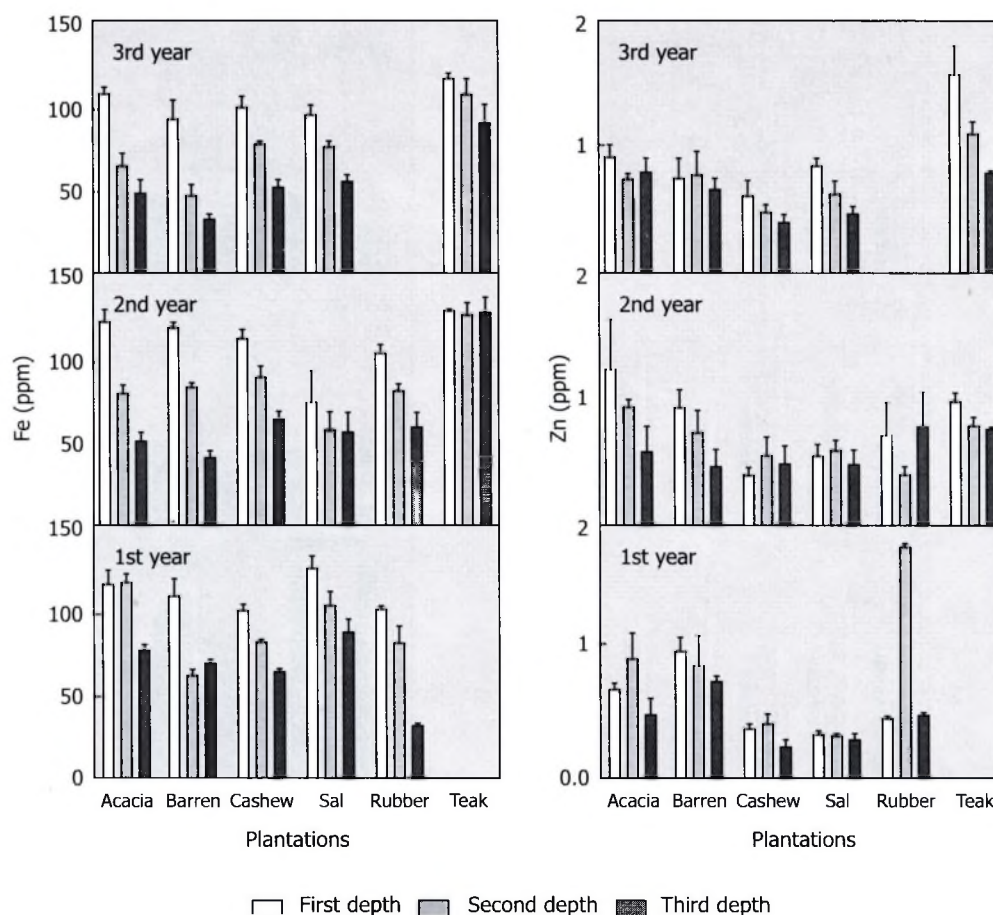 150
3rd year
100
50
150
2nd year
100
50
150
1st year
100
50
0
Fe (ppm)
Acacia Barren Cashew Sal Rubber Teak
Plantations
2
3rd year
1
2
2nd year
1
2
1st year
1
0.0
Zn (ppm)
Acacia Barren Cashew Sal Rubber Teak
Plantations
First depth Second depth Third depth